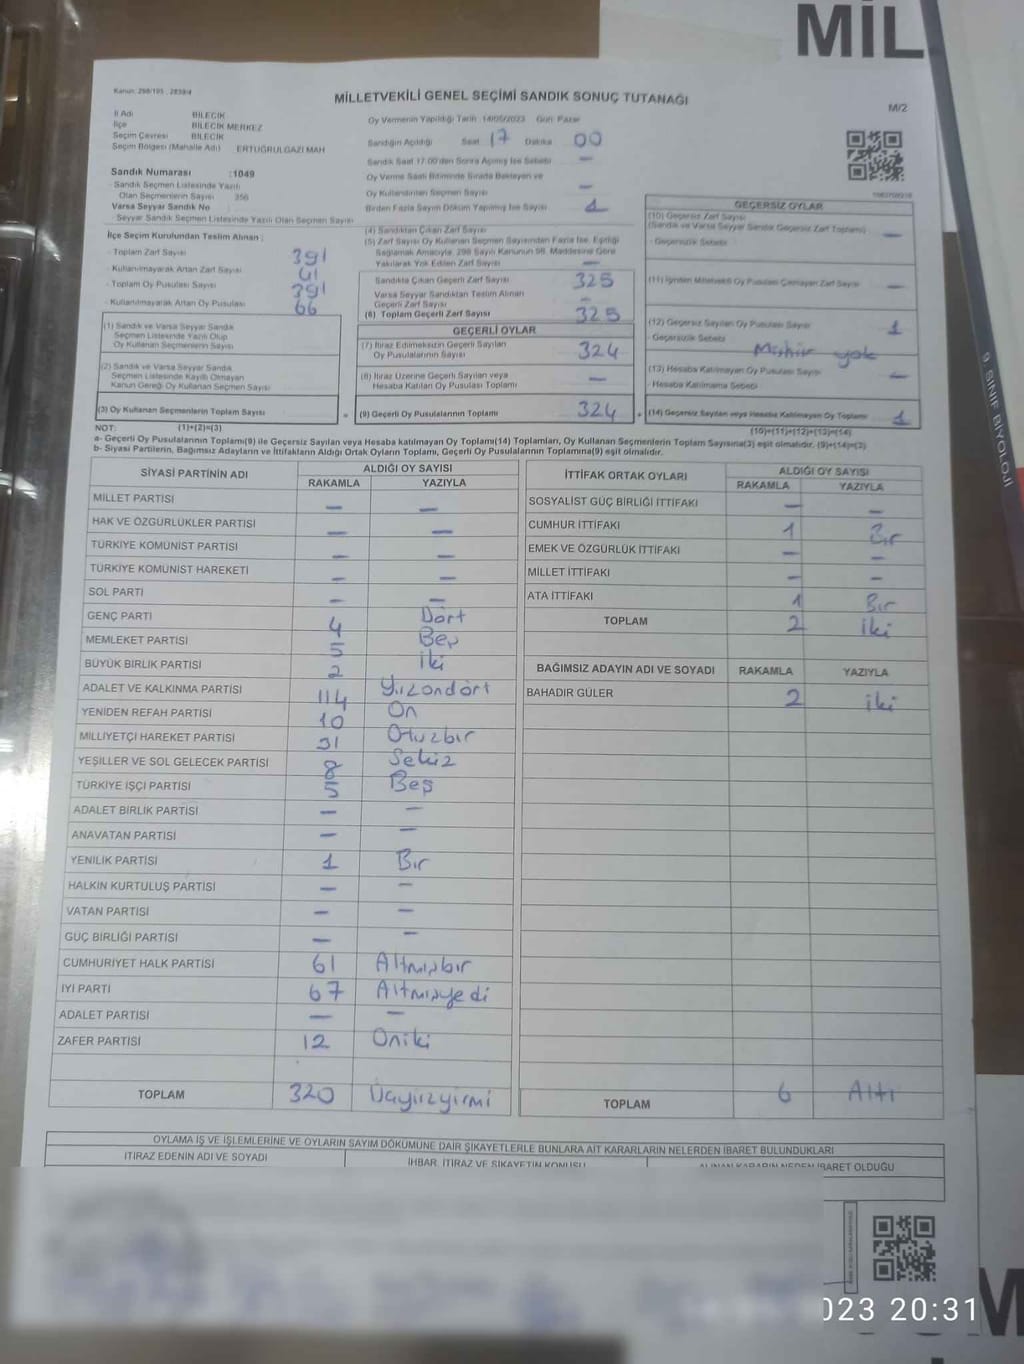 MİL
Kanun: 298/105 , 2839/4
MİLLETVEKİLİ GENEL SEÇİMİ SANDIK SONUÇ TUTANAĞI
M/2
İl Adı BİLECİK
İlçe BİLECİK MERKEZ
Seçim Çevresi BİLECİK
Seçim Bölgesi (Mahalle Adı) ERTUĞRULGAZİ MAH
Sandık Numarası :1049
Sandık Seçmen Listesinde Yazılı
Olan Seçmenlerin Sayısı 356
Varsa Seyyar Sandık No
Seyyar Sandık Seçmen Listesinde Yazılı Olan Seçmen Sayısı
Oy Vermenin Yapıldığı Tarih 14/05/2023 Gün: Pazar
Sandığın Açıldığı Saat 17 Dakika 00
Sandık Saat 17.00'den Sonra Açılmış İse Sebebi —
Oy Verme Saati Bitiminde Sırada Bekleyen ve
Oy Kullandırılan Seçmen Sayısı —
Birden Fazla Sayım Döküm Yapılmış İse Sayısı 1
İlçe Seçim Kurulundan Teslim Alınan :
- Toplam Zarf Sayısı 391
- Kullanılmayarak Artan Zarf Sayısı
- Toplam Oy Pusulası Sayısı 391
- Kullanılmayarak Artan Oy Pusulası 66
(1) Sandık ve Varsa Seyyar Sandık
Seçmen Listesinde Yazılı Olup
Oy Kullanan Seçmenlerin Sayısı
(2) Sandık ve Varsa Seyyar Sandık
Seçmen Listesinde Kayıtlı Olmayan
Kanun Gereği Oy Kullanan Seçmen Sayısı
(3) Oy Kullanan Seçmenlerin Toplam Sayısı =
(4) Sandıktan Çıkan Zarf Sayısı
(5) Zarf Sayısı Oy Kullanan Seçmen Sayısından Fazla İse, Eşitliği
Sağlamak Amacıyla, 298 Sayılı Kanunun 98. Maddesine Göre
Yakılarak Yok Edilen Zarf Sayısı —
Sandıkta Çıkan Geçerli Zarf Sayısı 325
Varsa Seyyar Sandıktan Teslim Alınan
Geçerli Zarf Sayısı —
(6) Toplam Geçerli Zarf Sayısı 325
GEÇERLİ OYLAR
(7) İtiraz Edilmeksizin Geçerli Sayılan
Oy Pusulalarının Sayısı 324
(8) İtiraz Üzerine Geçerli Sayılan veya
Hesaba Katılan Oy Pusulası Toplamı —
(9) Geçerli Oy Pusulalarının Toplamı 324 +
GEÇERSİZ OYLAR
(10) Geçersiz Zarf Sayısı
(Sandık ve Varsa Seyyar Sandık Geçersiz Zarf Toplamı) —
- Geçersizlik Sebebi
(11) İçinden Milletvekili Oy Pusulası Çıkmayan Zarf Sayısı —
(12) Geçersiz Sayılan Oy Pusulası Sayısı 1
- Geçersizlik Sebebi Mühür yok
(13) Hesaba Katılmayan Oy Pusulası Sayısı —
- Hesaba Katılmama Sebebi
(14) Geçersiz Sayılan veya Hesaba Katılmayan Oy Toplamı 1
NOT: (1)+(2)=(3) (10)+(11)+(12)+(13)=(14)
a- Geçerli Oy Pusulalarının Toplamı(9) ile Geçersiz Sayılan veya Hesaba katılmayan Oy Toplamı(14) Toplamları, Oy Kullanan Seçmenlerin Toplam Sayısına(3) eşit olmalıdır. (9)+(14)=(3)
b- Siyasi Partilerin, Bağımsız Adayların ve İttifakların Aldığı Ortak Oyların Toplamı, Geçerli Oy Pusulalarının Toplamına(9) eşit olmalıdır.
SİYASİ PARTİNİN ADI ALDIĞI OY SAYISI
RAKAMLA YAZIYLA
MİLLET PARTİSİ — —
HAK VE ÖZGÜRLÜKLER PARTİSİ — —
TÜRKİYE KOMÜNİST PARTİSİ — —
TÜRKİYE KOMÜNİST HAREKETİ — —
SOL PARTİ — —
GENÇ PARTİ 4 Dört
MEMLEKET PARTİSİ 5 Beş
BÜYÜK BİRLİK PARTİSİ 2 İki
ADALET VE KALKINMA PARTİSİ 114 Yüzondört
YENİDEN REFAH PARTİSİ 10 On
MİLLİYETÇİ HAREKET PARTİSİ 31 Otuzbir
YEŞİLLER VE SOL GELECEK PARTİSİ 8 Sekiz
TÜRKİYE İŞÇİ PARTİSİ 5 Beş
ADALET BİRLİK PARTİSİ — —
ANAVATAN PARTİSİ — —
YENİLİK PARTİSİ 1 Bir
HALKIN KURTULUŞ PARTİSİ — —
VATAN PARTİSİ — —
GÜÇ BİRLİĞİ PARTİSİ — —
CUMHURİYET HALK PARTİSİ 61 Altmışbir
İYİ PARTİ 67 Altmışyedi
ADALET PARTİSİ — —
ZAFER PARTİSİ 12 Oniki
TOPLAM 320 Üçyüzyirmi
İTTİFAK ORTAK OYLARI ALDIĞI OY SAYISI
RAKAMLA YAZIYLA
SOSYALİST GÜÇ BİRLİĞİ İTTİFAKI — —
CUMHUR İTTİFAKI 1 Bir
EMEK VE ÖZGÜRLÜK İTTİFAKI — —
MİLLET İTTİFAKI — —
ATA İTTİFAKI 1 Bir
TOPLAM 2 İki
BAĞIMSIZ ADAYIN ADI VE SOYADI RAKAMLA YAZIYLA
BAHADIR GÜLER 2 İki
TOPLAM 6 Altı
OYLAMA İŞ VE İŞLEMLERİNE VE OYLARIN SAYIM DÖKÜMÜNE DAİR ŞİKAYETLERLE BUNLARA AİT KARARLARIN NELERDEN İBARET BULUNDUKLARI
İTİRAZ EDENİN ADI VE SOYADI İHBAR, İTİRAZ VE ŞİKAYETİN KONUSU ALINAN KARARIN NEDEN İBARET OLDUĞU
9. SINIF BİYOLOJİ
023 20:31
M